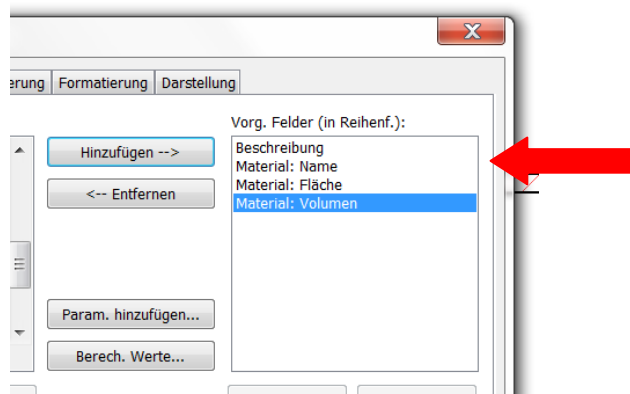 erung Formatierung Darstellung
Vorg. Felder (in Reihenf.):
Hinzufügen -->
<-- Entfernen
Beschreibung
Material: Name
Material: Fläche
Material: Volumen
Param. hinzufügen...
Berech. Werte...